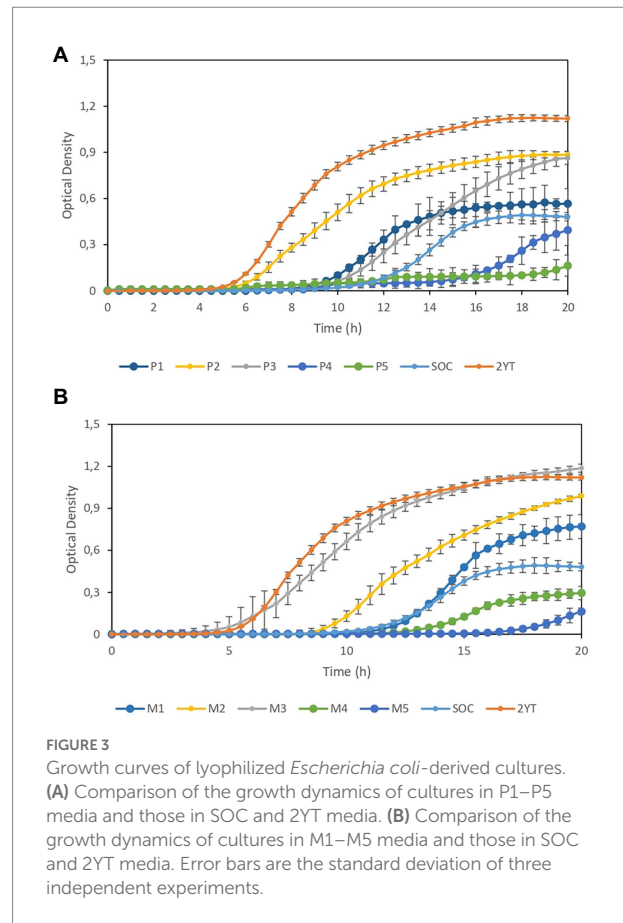 A
1,5
1,2
0,9
0,6
0,3
0
Optical Density
0 2 4 6 8 10 12 14 16 18 20
Time (h)
P1 P2 P3 P4 P5 SOC 2YT
B
1,5
1,2
0,9
0,6
0,3
0
Optical Density
0 5 10 15 20
Time (h)
M1 M2 M3 M4 M5 SOC 2YT
FIGURE 3
Growth curves of lyophilized Escherichia coli-derived cultures.
(A) Comparison of the growth dynamics of cultures in P1–P5
media and those in SOC and 2YT media. (B) Comparison of the
growth dynamics of cultures in M1–M5 media and those in SOC
and 2YT media. Error bars are the standard deviation of three
independent experiments.